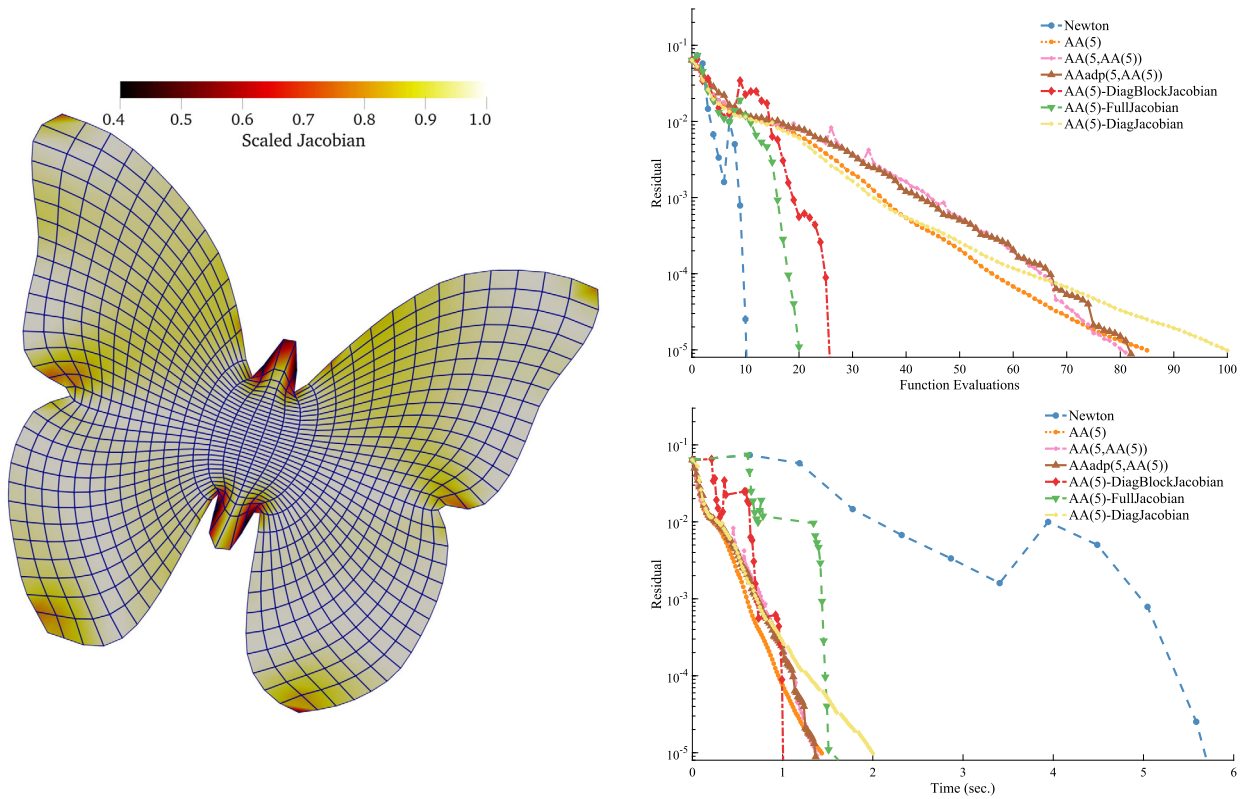 0.4 0.5 0.6 0.7 0.8 0.9 1.0
Scaled Jacobian
Newton
AA(5)
AA(5,AA(5))
AAadp(5,AA(5))
AA(5)-DiagBlockJacobian
AA(5)-FullJacobian
AA(5)-DiagJacobian
10-1
10-2
10-3
10-4
10-5
Residual
0 10 20 30 40 50 60 70 80 90 100
Function Evaluations
Newton
AA(5)
AA(5,AA(5))
AAadp(5,AA(5))
AA(5)-DiagBlockJacobian
AA(5)-FullJacobian
AA(5)-DiagJacobian
10-1
10-2
10-3
10-4
10-5
Residual
0 1 2 3 4 5 6
Time (sec.)